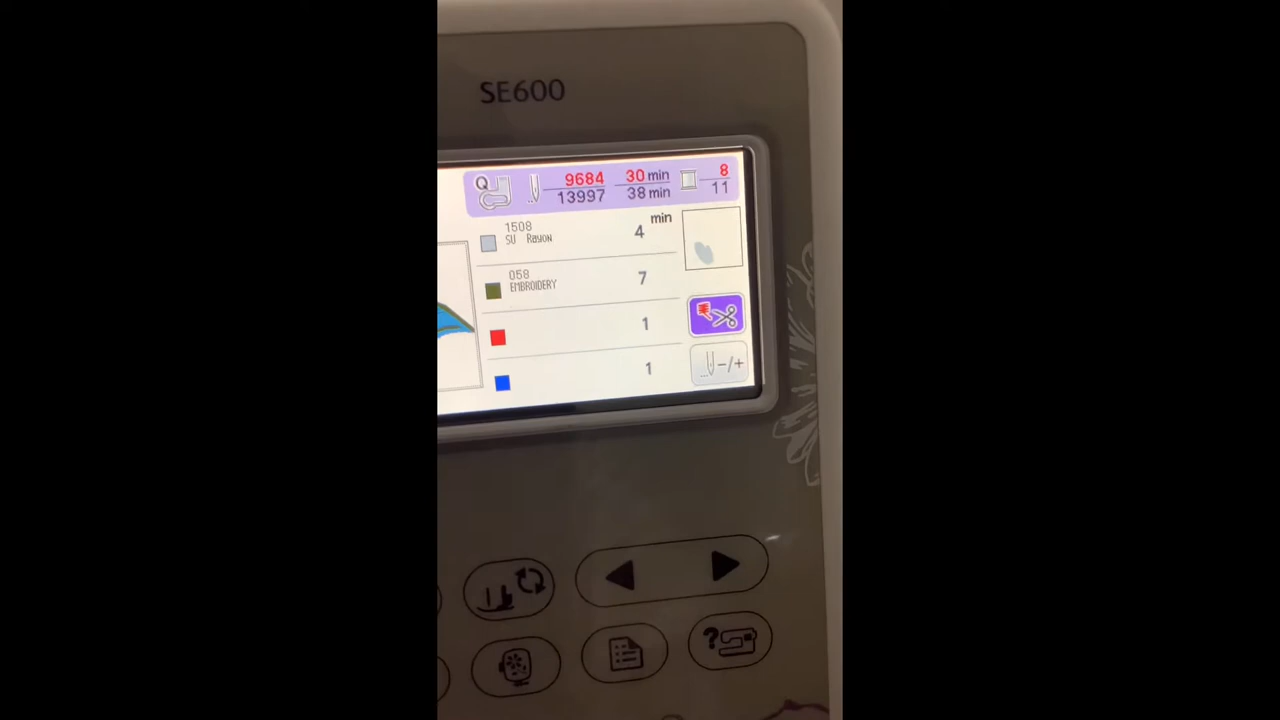 SE600
Q 9684 30 min 8
13997 38 min 11
min
1508
SU Rayon 4
058
EMBROIDERY 7
1
1
-/+
?